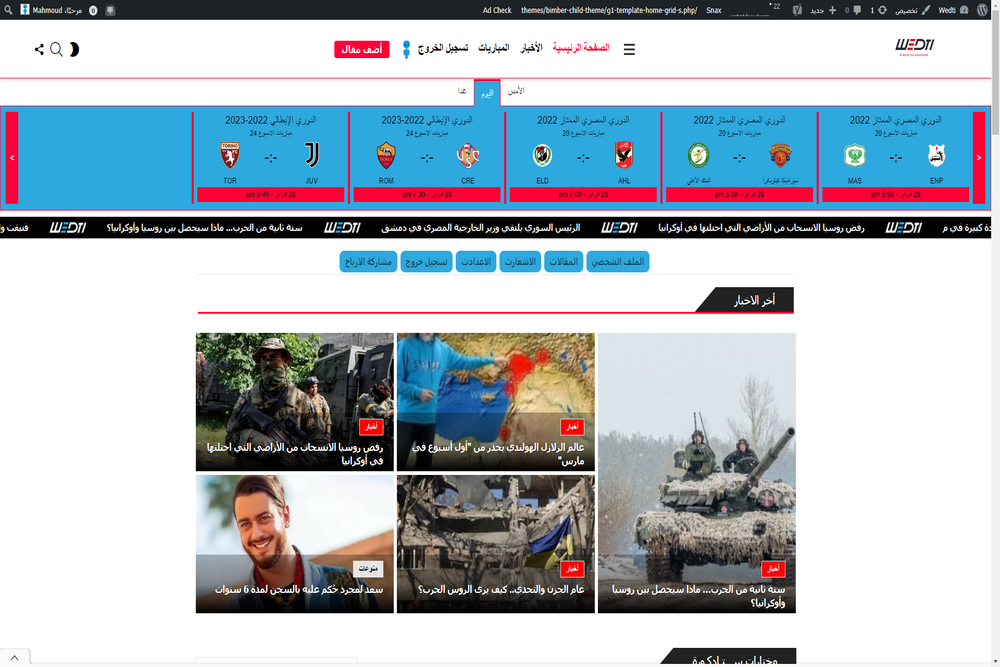 Wedti
تخصيص
1
0
جديد
22
Snax
themes/bimber-child-theme/g1-template-home-grid-s.php/
Ad Check
مرحبًا، Mahmoud
0
WEDTI
الصفحة الرئيسية
الأخبار
المباريات
تسجيل الخروج
أضف مقال
الأمس
اليوم
غدا
الدوري المصري الممتاز 2022
مباريات الاسبوع 20
-:-
ENP
MAS
28 فبراير - 5:00 pm
الدوري المصري الممتاز 2022
مباريات الاسبوع 20
-:-
سيراميكا كليوباترا
البنك الأهلي
28 فبراير - 5:00 pm
الدوري المصري الممتاز 2022
مباريات الاسبوع 20
-:-
AHL
ELD
28 فبراير - 7:00 pm
الدوري الإيطالي 2022-2023
مباريات الاسبوع 24
-:-
CRE
ROM
28 فبراير - 7:30 pm
الدوري الإيطالي 2022-2023
مباريات الاسبوع 24
-:-
JUV
TOR
28 فبراير - 9:45 pm
دة كبيرة في م
WEDTI
رفض روسيا الانسحاب من الأراضي التي احتلتها في أوكرانيا
WEDTI
الرئيس السوري يلتقي وزير الخارجية المصري في دمشق
WEDTI
سنة ثانية من الحرب... ماذا سيحصل بين روسيا وأوكرانيا؟
WEDTI
الملف الشخصي
المقالات
الاشعارت
الاعدادت
تسجيل خروج
مشاركة الارباح
أخر الاخبار
أخبار
سنة ثانية من الحرب... ماذا سيحصل بين روسيا
وأوكرانيا؟
أخبار
عالم الزلازل الهولندي يحذر من "أول أسبوع في
مارس"
أخبار
رفض روسيا الانسحاب من الأراضي التي احتلتها
في أوكرانيا
أخبار
عام الحزن والتحدي.. كيف يرى الروس الحرب؟
منوعات
سعد لمجرد حُكم عليه بالسجن لمدة 6 سنوات